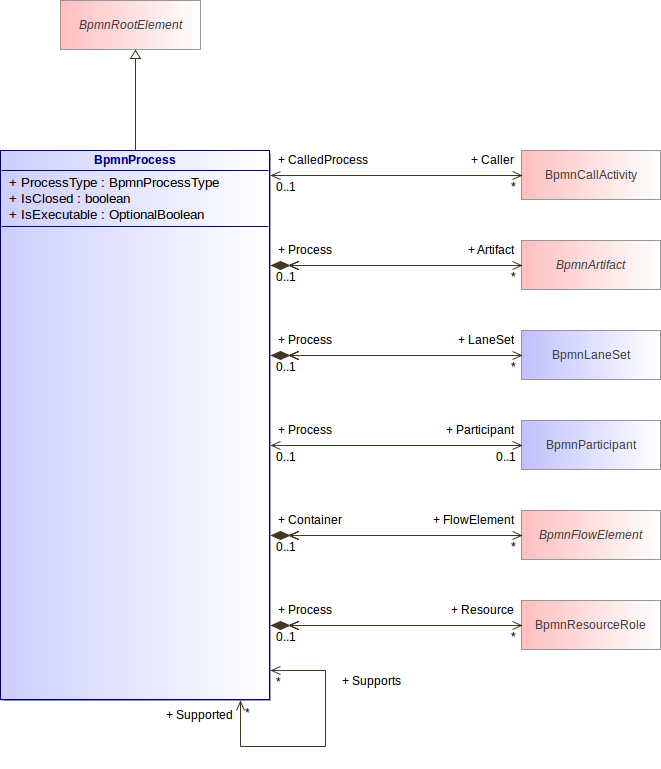 BpmnRootElement
BpmnProcess
+ ProcessType : BpmnProcessType
+ IsClosed : boolean
+ IsExecutable : OptionalBoolean
+ CalledProcess
+ Caller
0..1
*
BpmnCallActivity
+ Process
+ Artifact
0..1
*
BpmnArtifact
+ Process
+ LaneSet
0..1
*
BpmnLaneSet
+ Process
+ Participant
0..1
0..1
BpmnParticipant
+ Container
+ FlowElement
0..1
*
BpmnFlowElement
+ Process
+ Resource
0..1
*
BpmnResourceRole
*
+ Supports
+ Supported
*